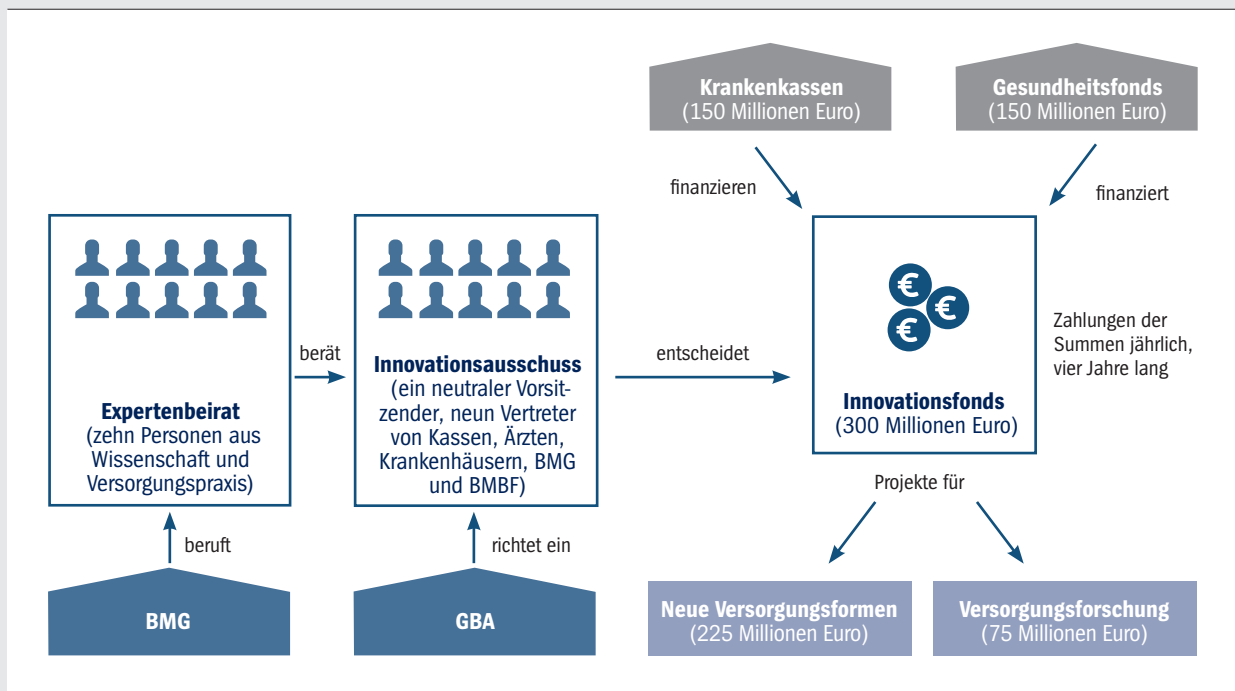 Krankenkassen
(150 Millionen Euro)
Gesundheitsfonds
(150 Millionen Euro)
finanzieren
finanziert
Expertenbeirat
(zehn Personen aus
Wissenschaft und
Versorgungspraxis)
berät
Innovationsausschuss
(ein neutraler Vorsit-
zender, neun Vertreter
von Kassen, Ärzten,
Krankenhäusern, BMG
und BMBF)
entscheidet
€
€
€
Innovationsfonds
(300 Millionen Euro)
Zahlungen der
Summen jährlich,
vier Jahre lang
beruft
richtet ein
Projekte für
BMG
GBA
Neue Versorgungsformen
(225 Millionen Euro)
Versorgungsforschung
(75 Millionen Euro)